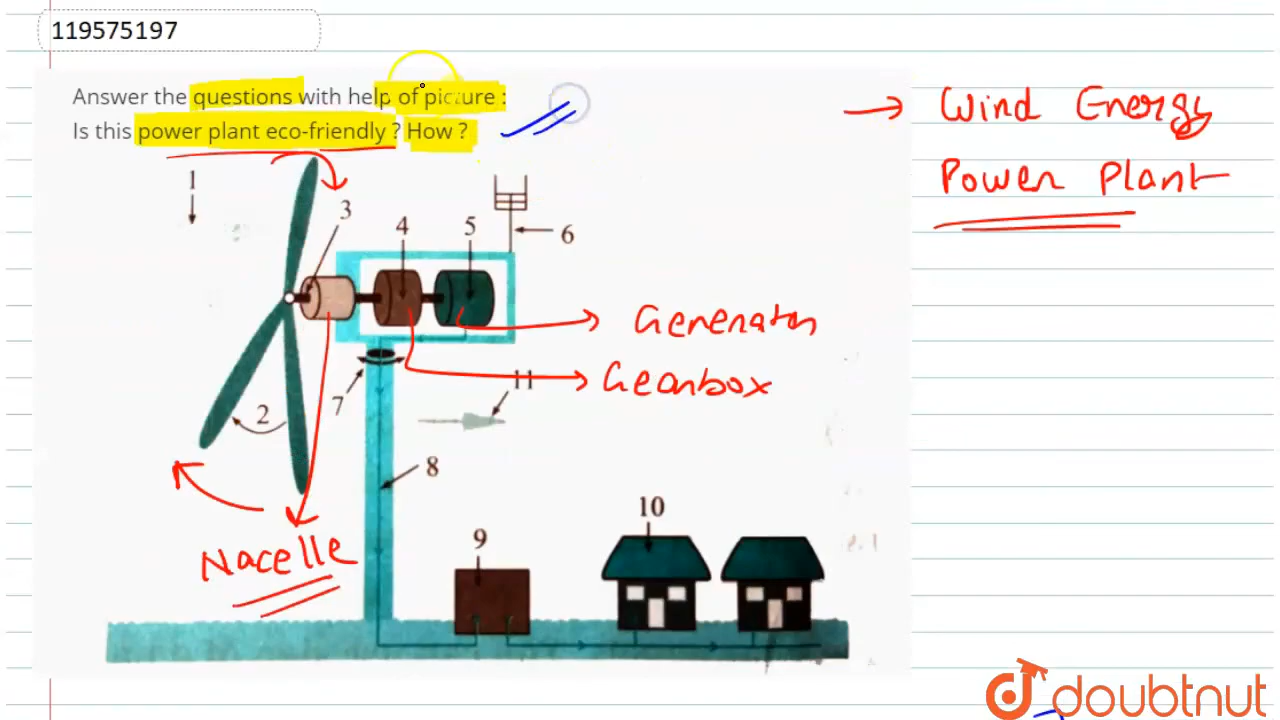 119575197
Answer the questions with help of picture :
Is this power plant eco-friendly ? How ?
→ Wind Energy
Power Plant
1
3
4
5
6
Generator
Gearbox
11
7
2
8
Nacelle
9
10
doubtnut